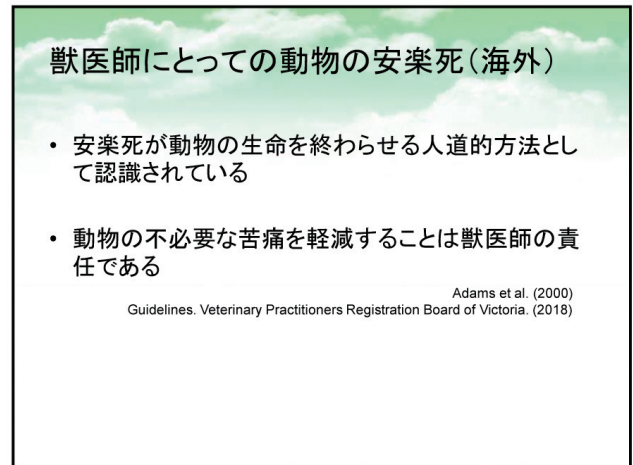 獣医師にとっての動物の安楽死(海外)
• 安楽死が動物の生命を終わらせる人道的方法とし
て認識されている
• 動物の不必要な苦痛を軽減することは獣医師の責
任である
Adams et al. (2000)
Guidelines. Veterinary Practitioners Registration Board of Victoria. (2018)